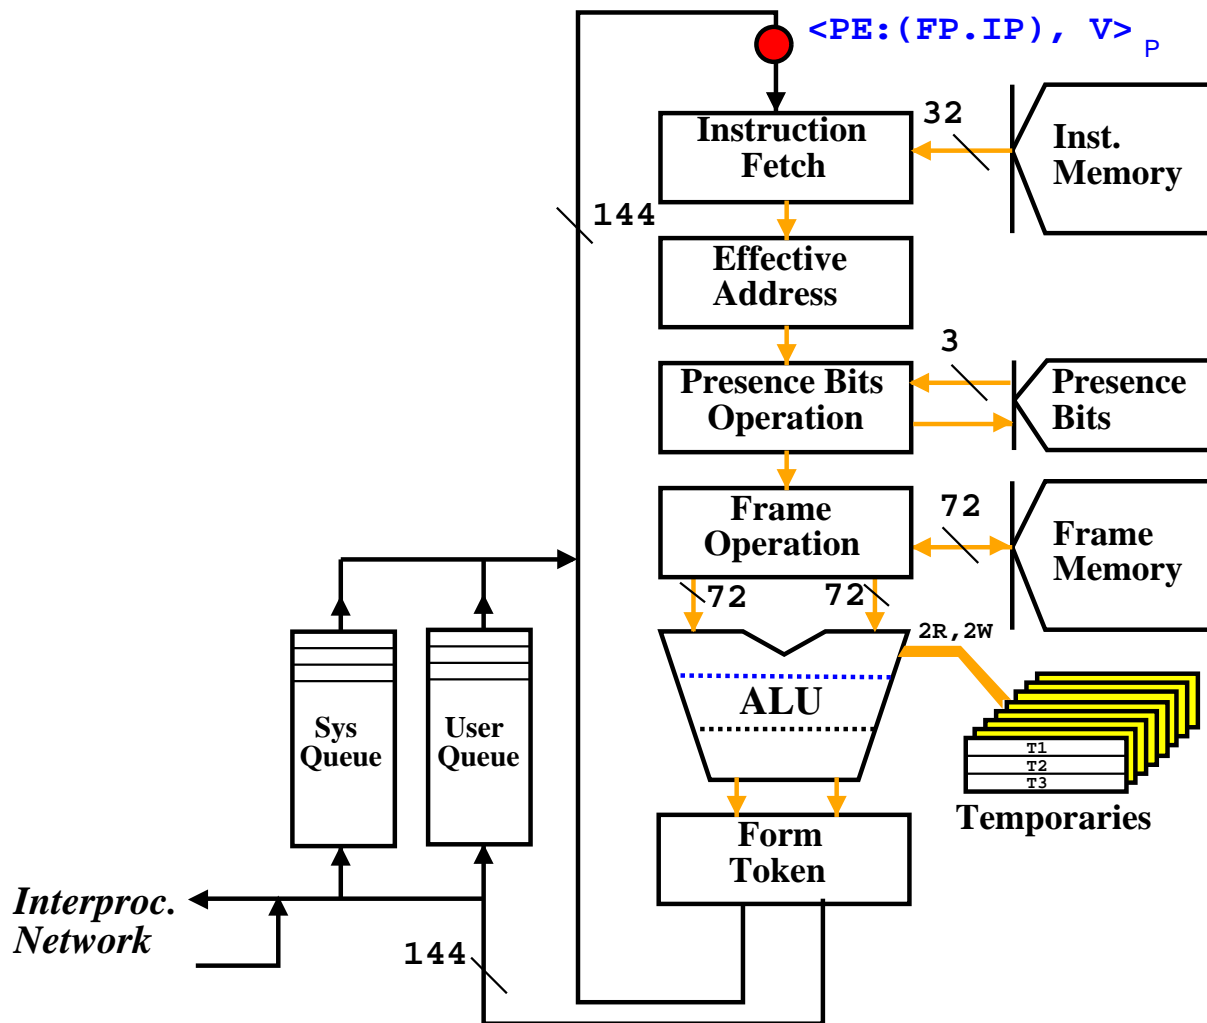 <PE:(FP.IP), V>
P
Instruction
Fetch
32
Inst.
Memory
144
Effective
Address
3
Presence Bits
Operation
Presence
Bits
Frame
Operation
72
Frame
Memory
72
72
2R,2W
ALU
Sys
Queue
User
Queue
T1
T2
T3
Temporaries
Form
Token
Interproc.
Network
144